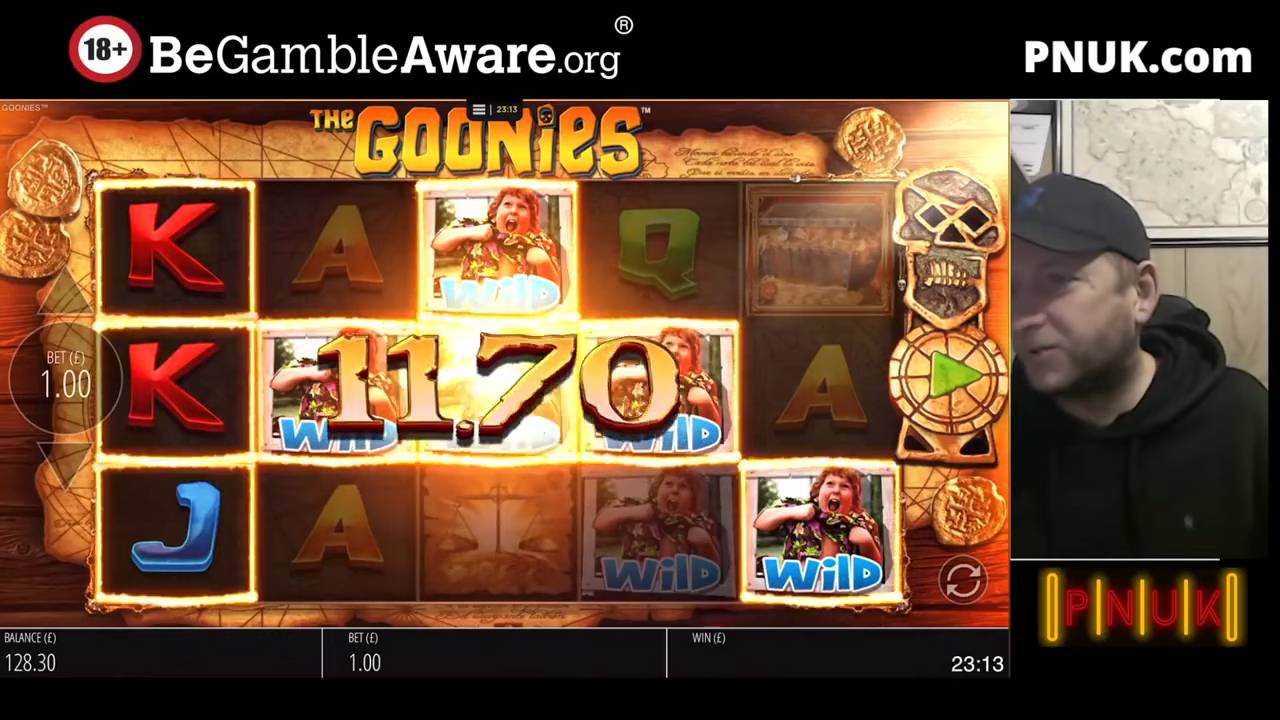 18+ BeGambleAware.org®
PNUK.com
GOONIES™
23:13
THE GOONIES™
K A WILD Q
BET (£)
1.00
K WILD 11.70 WILD A
J A WILD WILD
BALANCE (£) BET (£) WIN (£)
128.30 1.00 23:13
PNUK